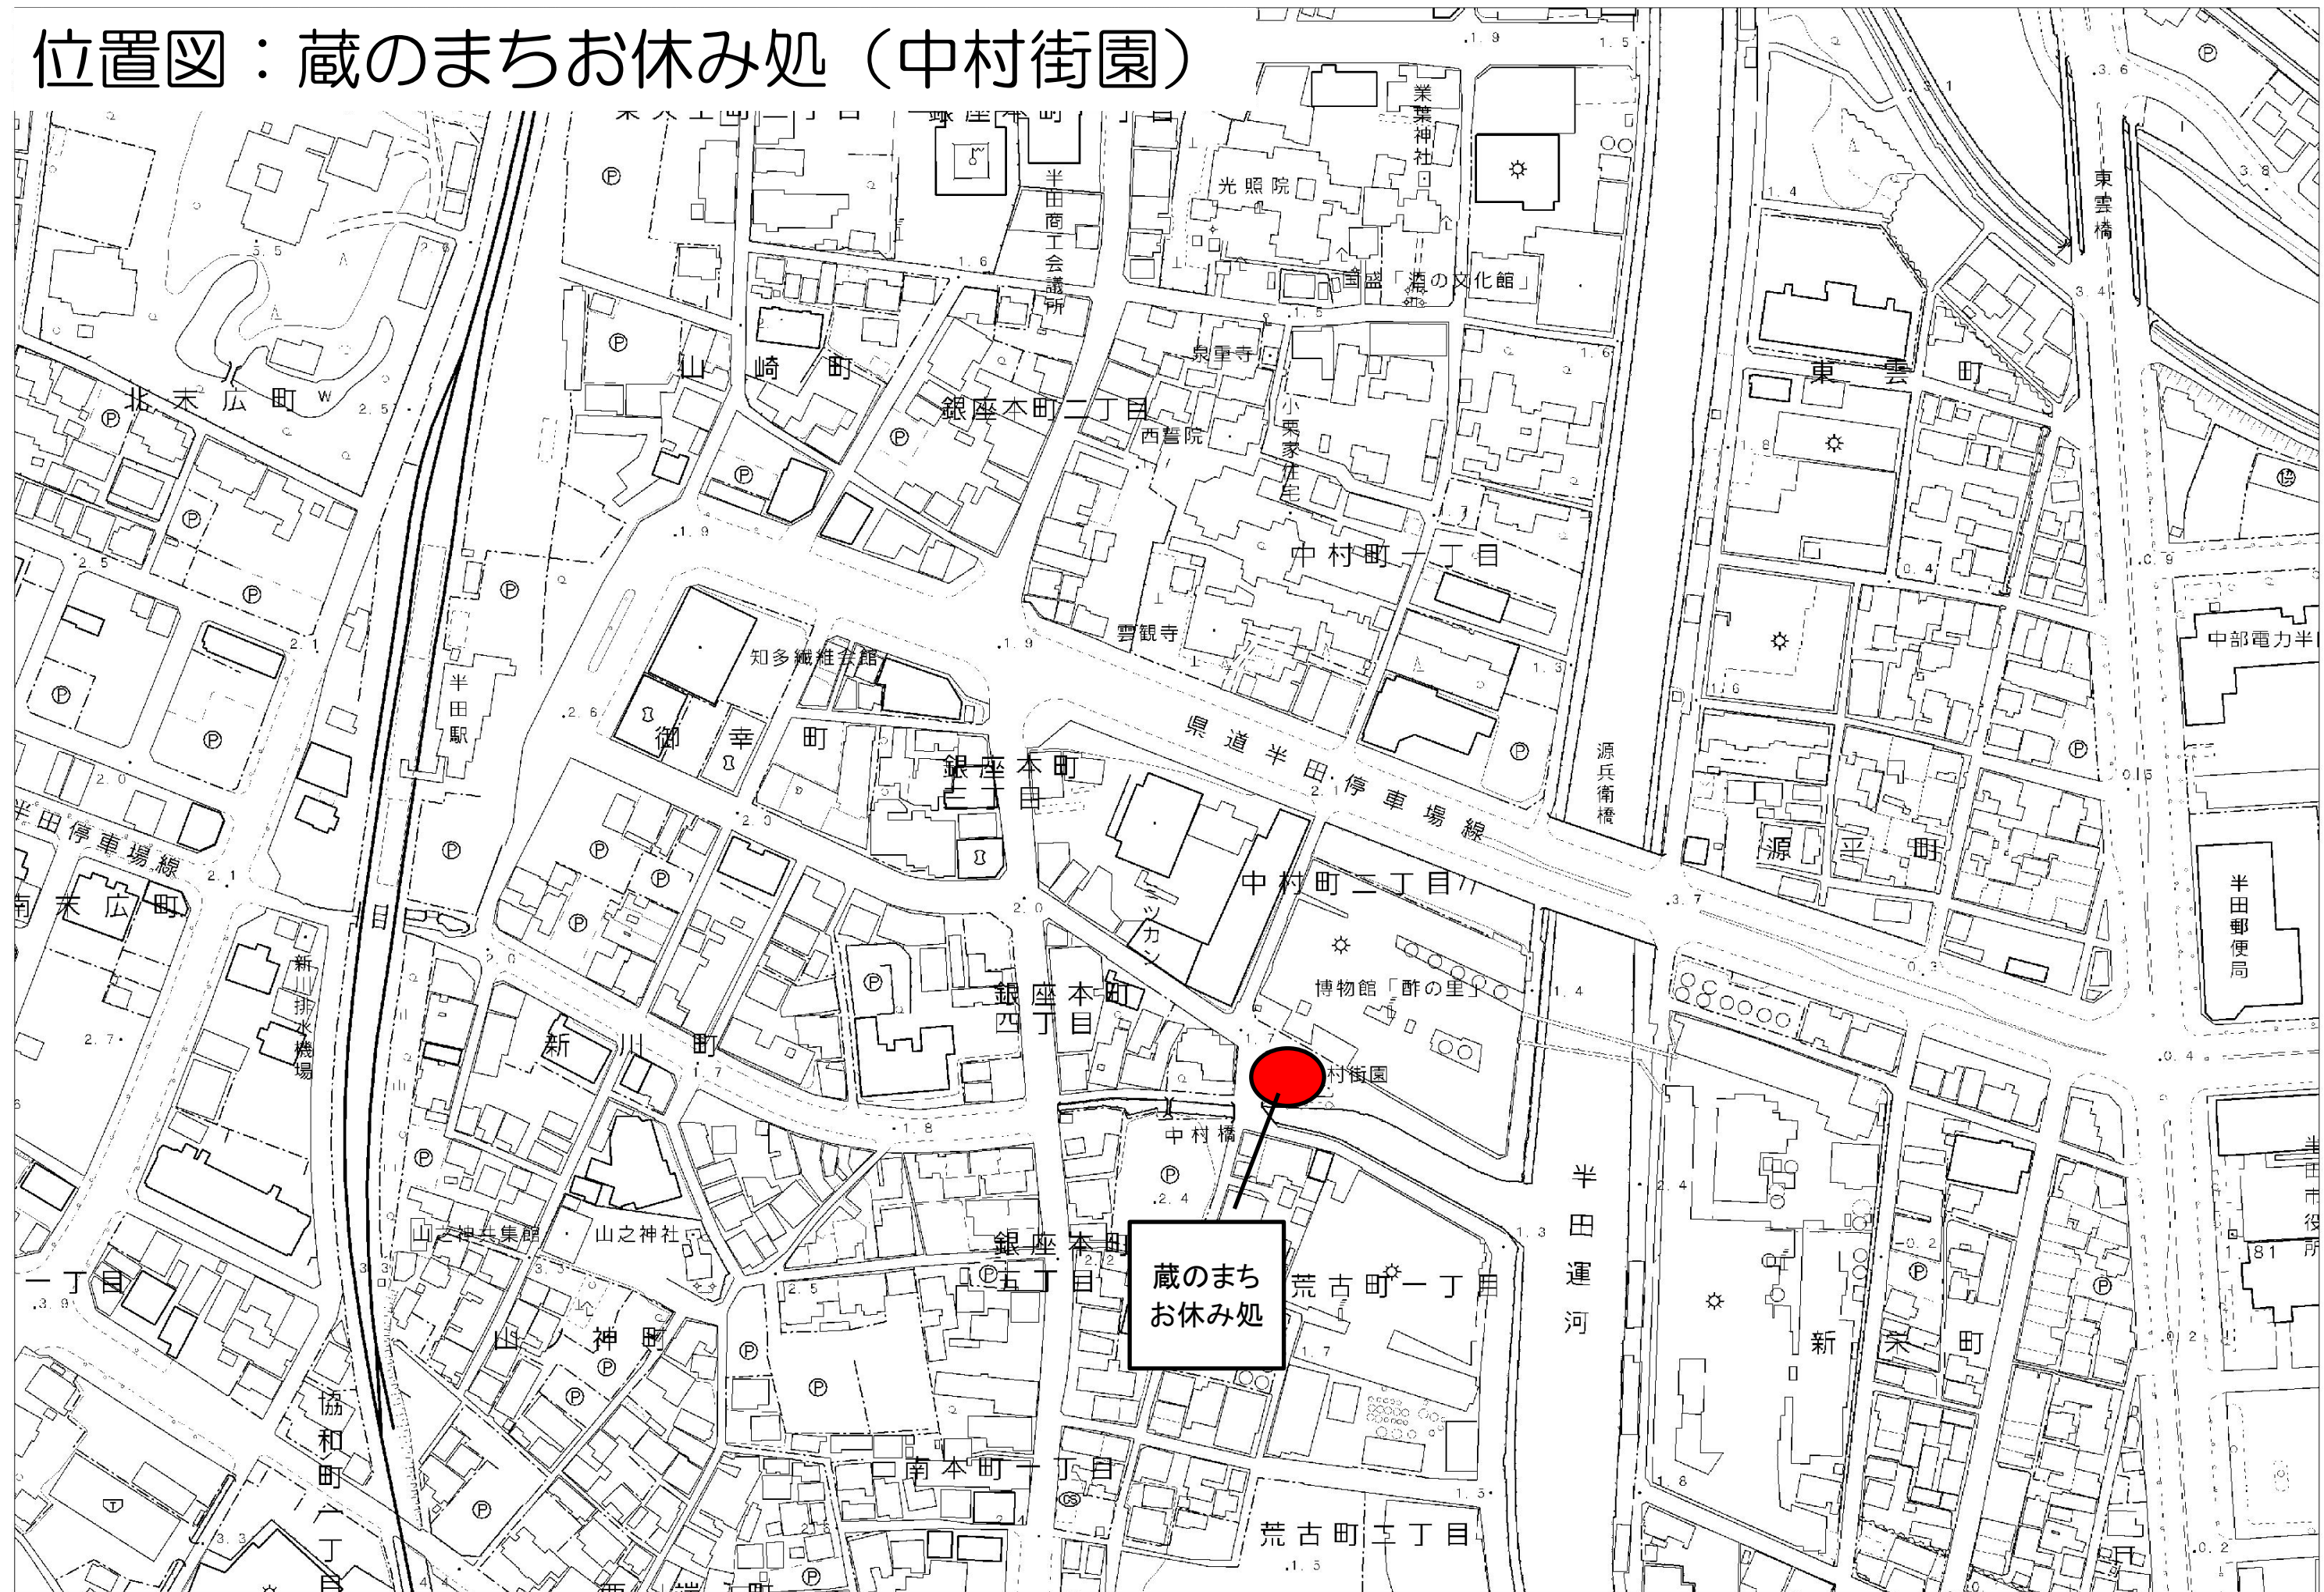 位置図：蔵のまちお休み処（中村街園）
業葉神社
光照院
半田商工会議所
国盛「酒の文化館」
東雲橋
山崎町
泉重寺
北末広町
銀座本町二丁目
西誓院
小栗家住宅
東雲町
中村町一丁目
雲観寺
知多繊維会館
中部電力半
半田駅
御幸町
県道半田停車場線
源兵衛橋
銀座本町
三丁目
半田停車場線
源平町
ミツカン
中村町二丁目
南末広町
半田郵便局
新川排水機場
博物館「酢の里」
銀座本町
四丁目
新川町
村街園
中村橋
半田運河
半田市役所
山之神共集館
山之神社
銀座本町
五丁目
蔵のまち
お休み処
荒古町一丁目
一丁目
山ノ神町
新栄町
協和町一丁目
南本町一丁目
荒古町二丁目